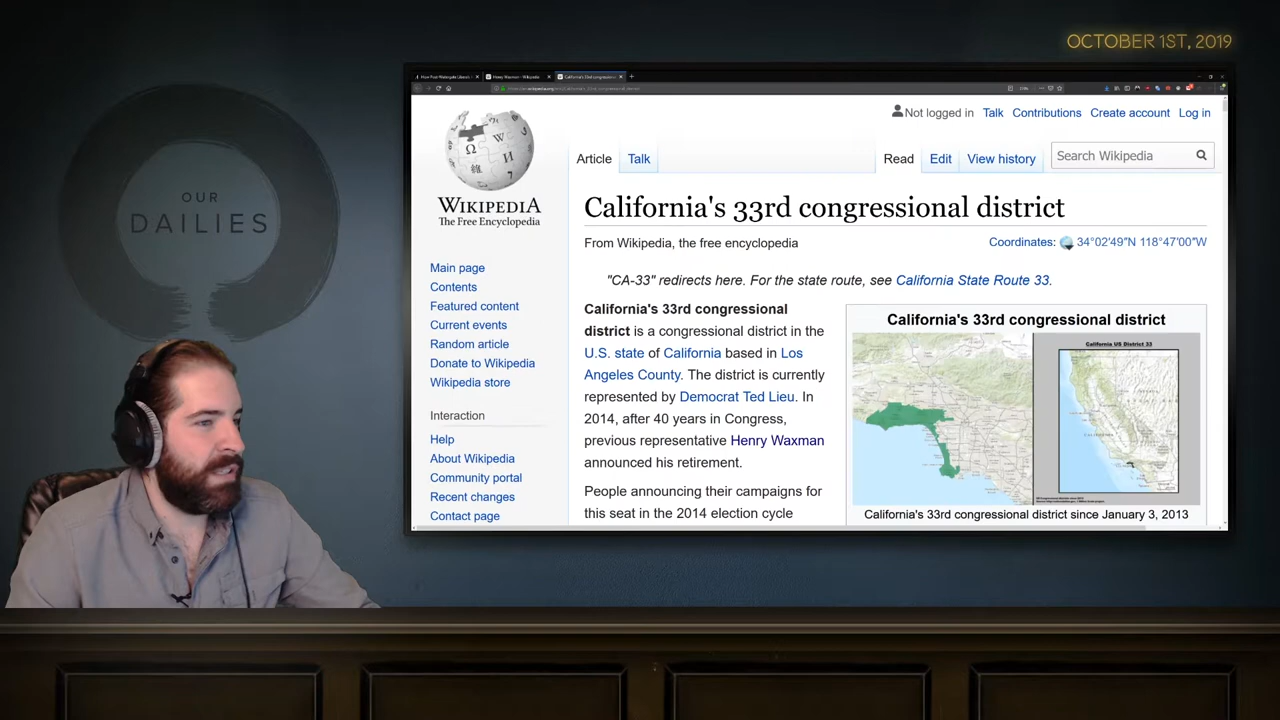 OCTOBER 1ST, 2019
OUR
DAILIES
Henry Waxman - Wikipedia
Not logged in Talk Contributions Create account Log in
Article Talk Read Edit View history Search Wikipedia
WIKIPEDIA
The Free Encyclopedia
Main page
Contents
Featured content
Current events
Random article
Donate to Wikipedia
Wikipedia store
Interaction
Help
About Wikipedia
Community portal
Recent changes
Contact page
California's 33rd congressional district
From Wikipedia, the free encyclopedia
Coordinates: 34°02′49″N 118°47′00″W
"CA-33" redirects here. For the state route, see California State Route 33.
California's 33rd congressional
district is a congressional district in the
U.S. state of California based in Los
Angeles County. The district is currently
represented by Democrat Ted Lieu. In
2014, after 40 years in Congress,
previous representative Henry Waxman
announced his retirement.
People announcing their campaigns for
this seat in the 2014 election cycle
California's 33rd congressional district
California US District 33
California's 33rd congressional district since January 3, 2013